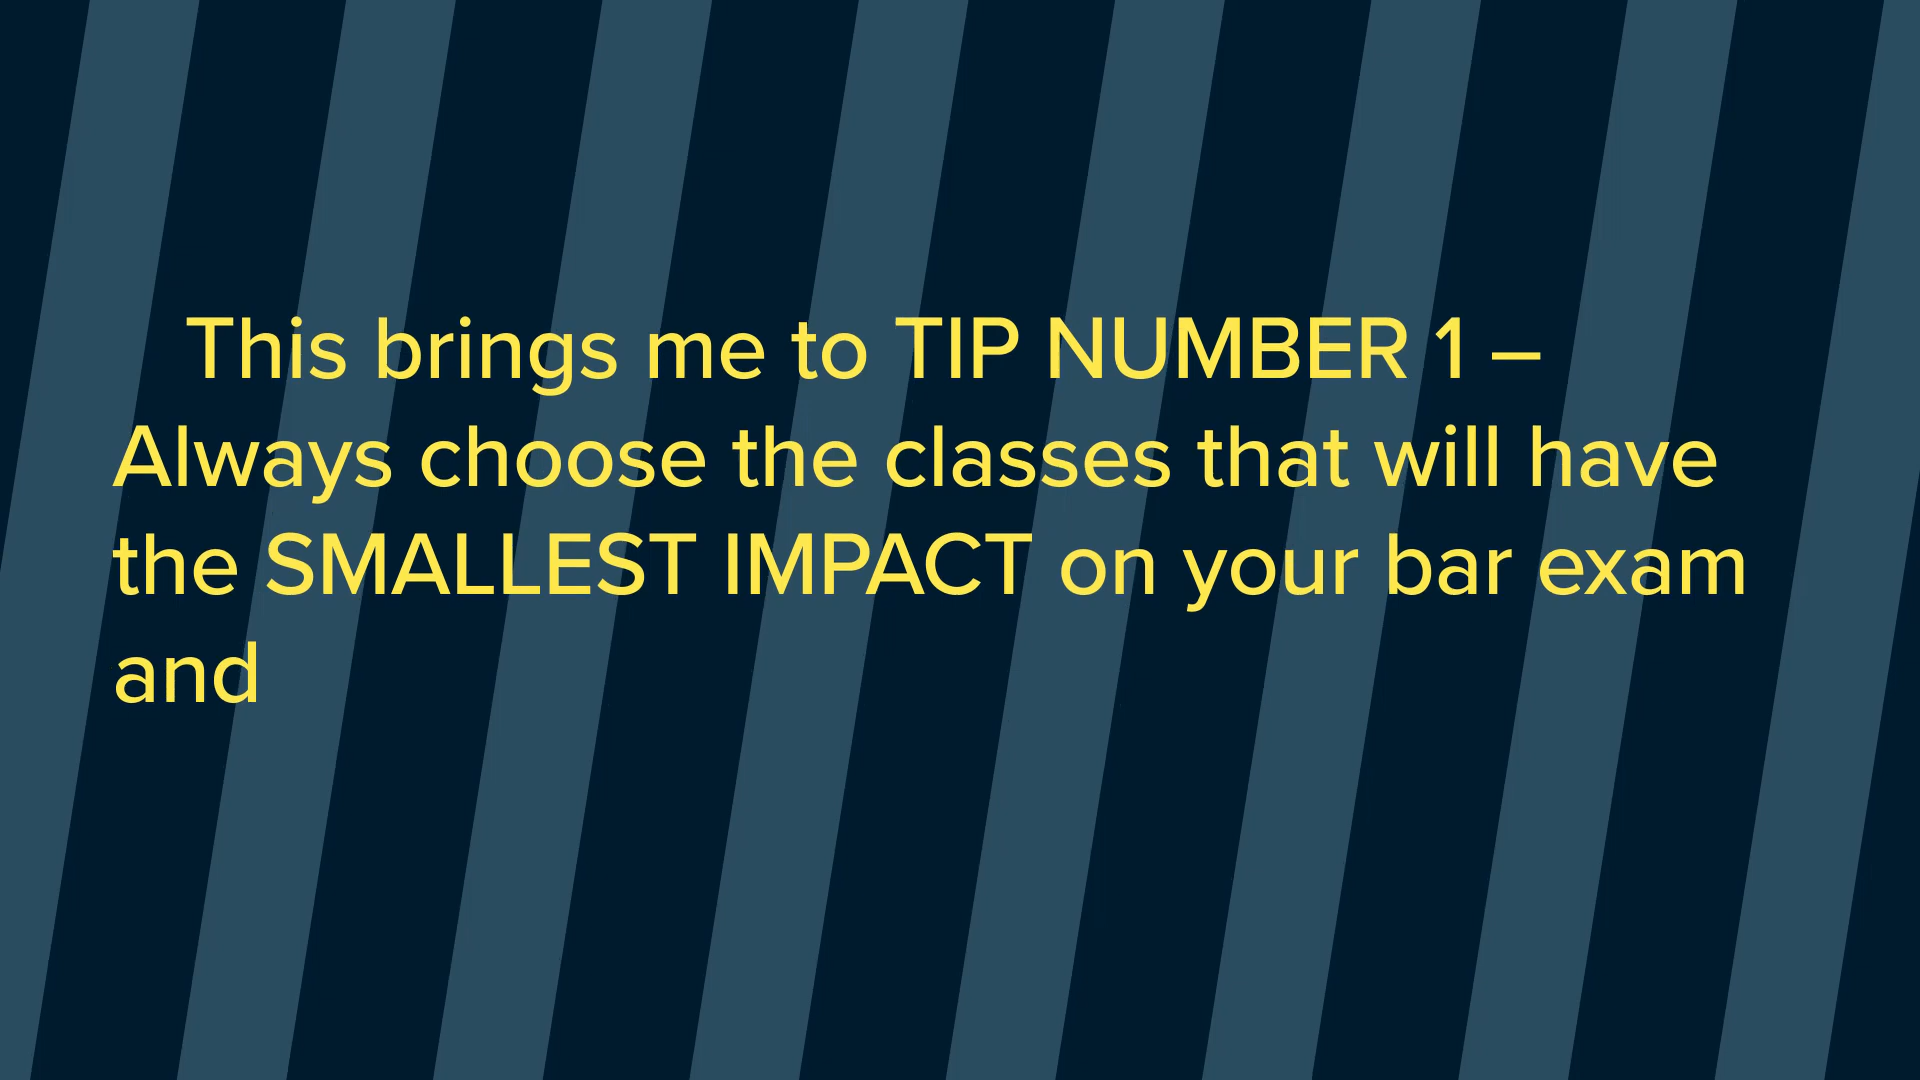 This brings me to TIP NUMBER 1 –
Always choose the classes that will have
the SMALLEST IMPACT on your bar exam
and